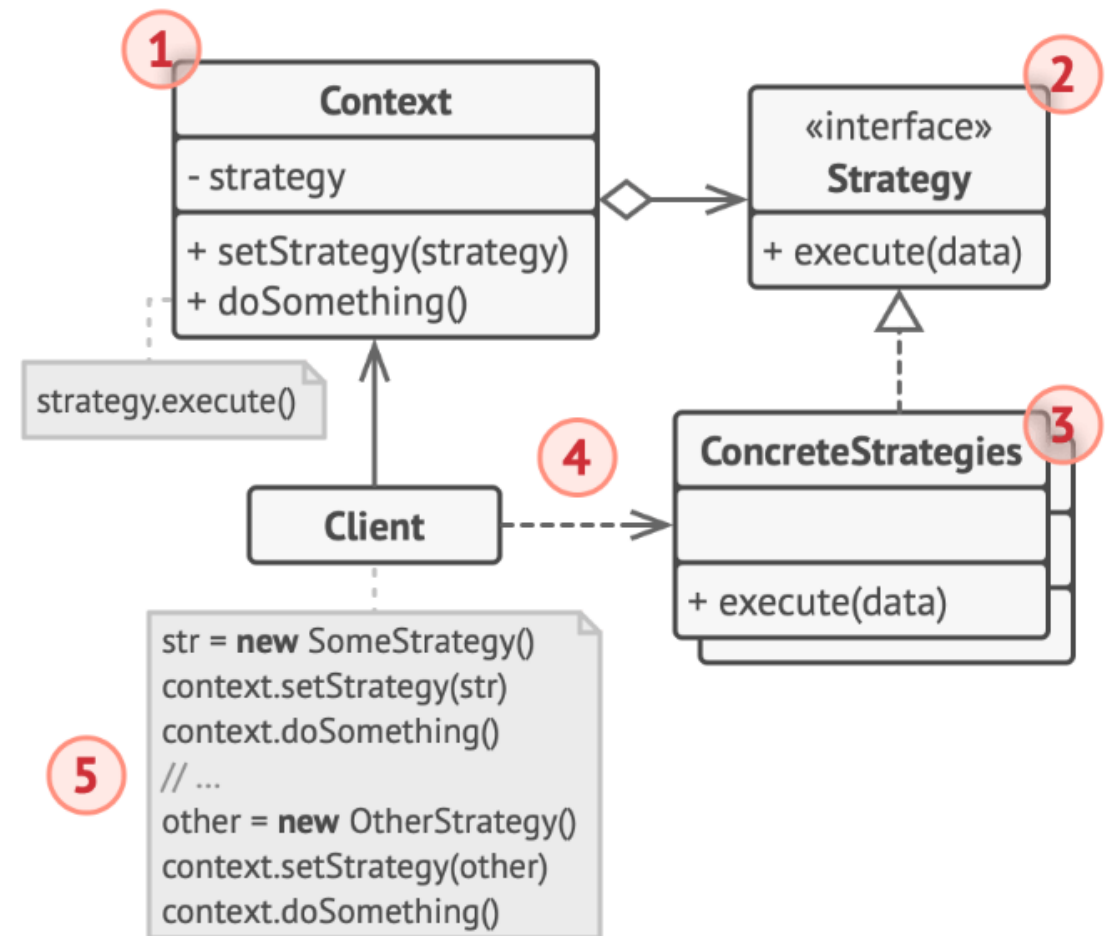 1
Context
- strategy
+ setStrategy(strategy)
+ doSomething()
2
«interface»
Strategy
+ execute(data)
strategy.execute()
3
ConcreteStrategies
+ execute(data)
4
Client
5
str = new SomeStrategy()
context.setStrategy(str)
context.doSomething()
// ...
other = new OtherStrategy()
context.setStrategy(other)
context.doSomething()